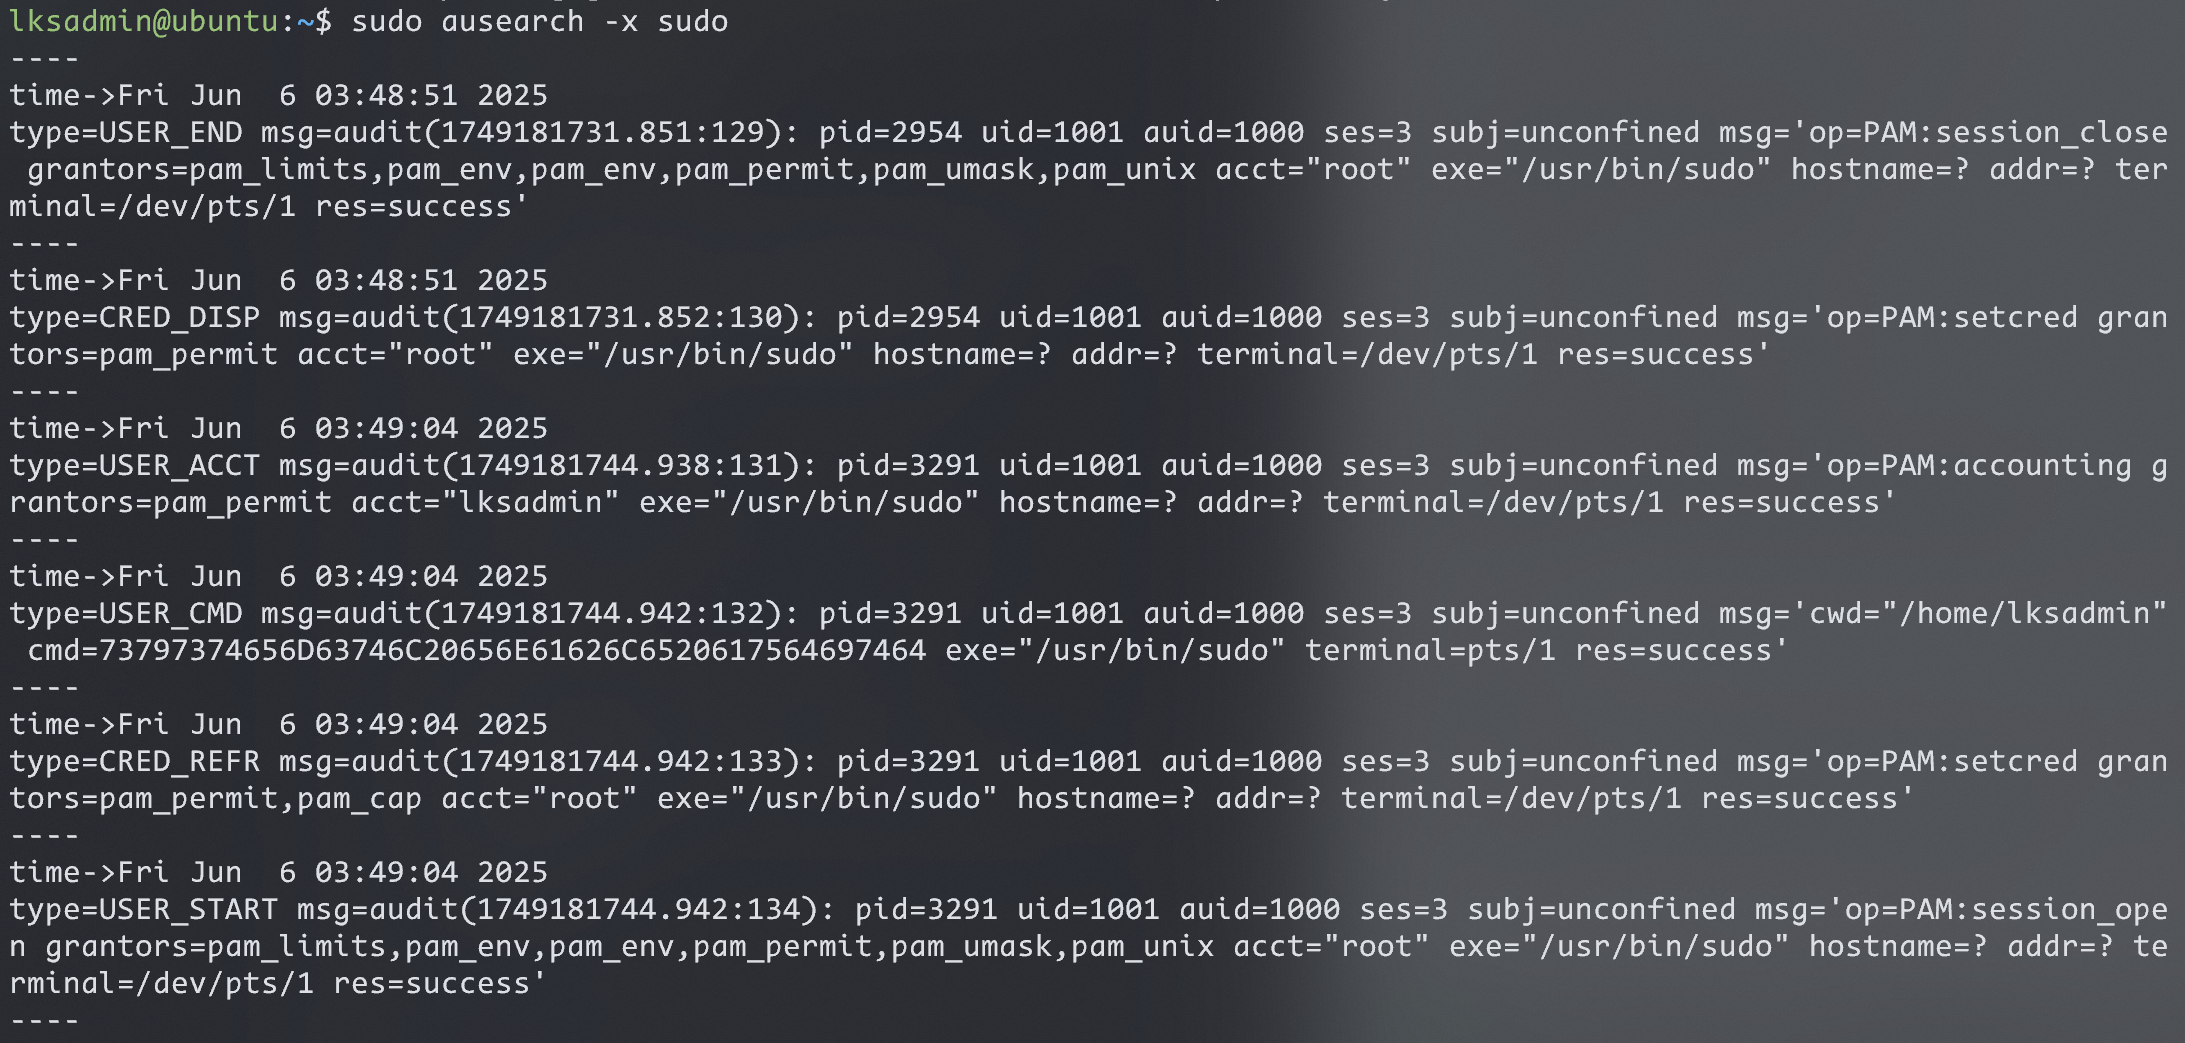 lksadmin@ubuntu:~$ sudo ausearch -x sudo
----
time->Fri Jun  6 03:48:51 2025
type=USER_END msg=audit(1749181731.851:129): pid=2954 uid=1001 auid=1000 ses=3 subj=unconfined msg='op=PAM:session_close
 grantors=pam_limits,pam_env,pam_env,pam_permit,pam_umask,pam_unix acct="root" exe="/usr/bin/sudo" hostname=? addr=? ter
minal=/dev/pts/1 res=success'
----
time->Fri Jun  6 03:48:51 2025
type=CRED_DISP msg=audit(1749181731.852:130): pid=2954 uid=1001 auid=1000 ses=3 subj=unconfined msg='op=PAM:setcred gran
tors=pam_permit acct="root" exe="/usr/bin/sudo" hostname=? addr=? terminal=/dev/pts/1 res=success'
----
time->Fri Jun  6 03:49:04 2025
type=USER_ACCT msg=audit(1749181744.938:131): pid=3291 uid=1001 auid=1000 ses=3 subj=unconfined msg='op=PAM:accounting g
rantors=pam_permit acct="lksadmin" exe="/usr/bin/sudo" hostname=? addr=? terminal=/dev/pts/1 res=success'
----
time->Fri Jun  6 03:49:04 2025
type=USER_CMD msg=audit(1749181744.942:132): pid=3291 uid=1001 auid=1000 ses=3 subj=unconfined msg='cwd="/home/lksadmin"
 cmd=73797374656D63746C20656E61626C6520617564697464 exe="/usr/bin/sudo" terminal=pts/1 res=success'
----
time->Fri Jun  6 03:49:04 2025
type=CRED_REFR msg=audit(1749181744.942:133): pid=3291 uid=1001 auid=1000 ses=3 subj=unconfined msg='op=PAM:setcred gran
tors=pam_permit,pam_cap acct="root" exe="/usr/bin/sudo" hostname=? addr=? terminal=/dev/pts/1 res=success'
----
time->Fri Jun  6 03:49:04 2025
type=USER_START msg=audit(1749181744.942:134): pid=3291 uid=1001 auid=1000 ses=3 subj=unconfined msg='op=PAM:session_ope
n grantors=pam_limits,pam_env,pam_env,pam_permit,pam_umask,pam_unix acct="root" exe="/usr/bin/sudo" hostname=? addr=? te
rminal=/dev/pts/1 res=success'
----